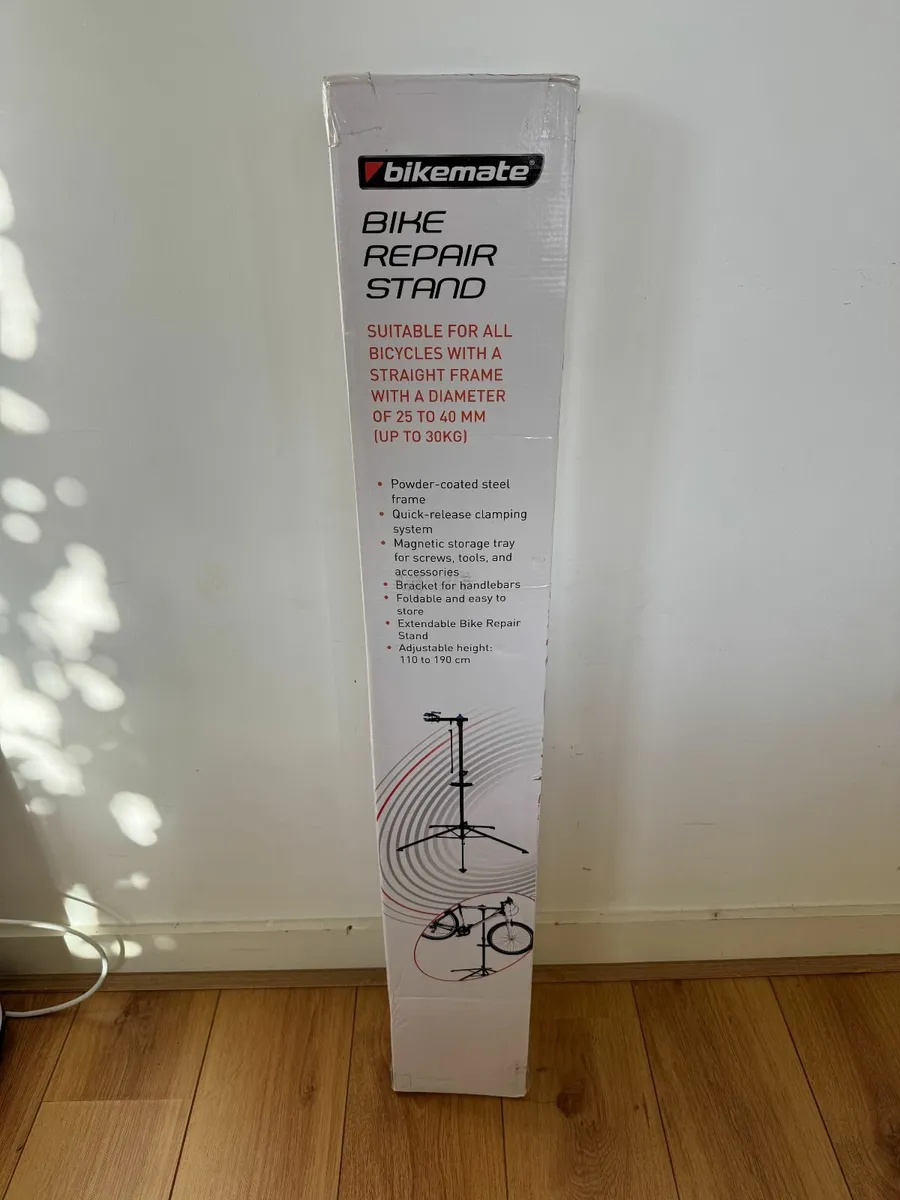 bikemate®
BIKE
REPAIR
STAND
SUITABLE FOR ALL
BICYCLES WITH A
STRAIGHT FRAME
WITH A DIAMETER
OF 25 TO 40 MM
(UP TO 30KG)
• Powder-coated steel
frame
• Quick-release clamping
system
• Magnetic storage tray
for screws, tools, and
accessories
• Bracket for handlebars
• Foldable and easy to
store
• Extendable Bike Repair
Stand
• Adjustable height:
110 to 190 cm